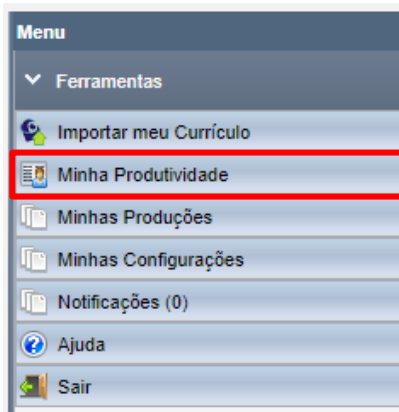 Menu
Ferramentas
Importar meu Currículo
Minha Produtividade
Minhas Produções
Minhas Configurações
Notificações (0)
Ajuda
Sair